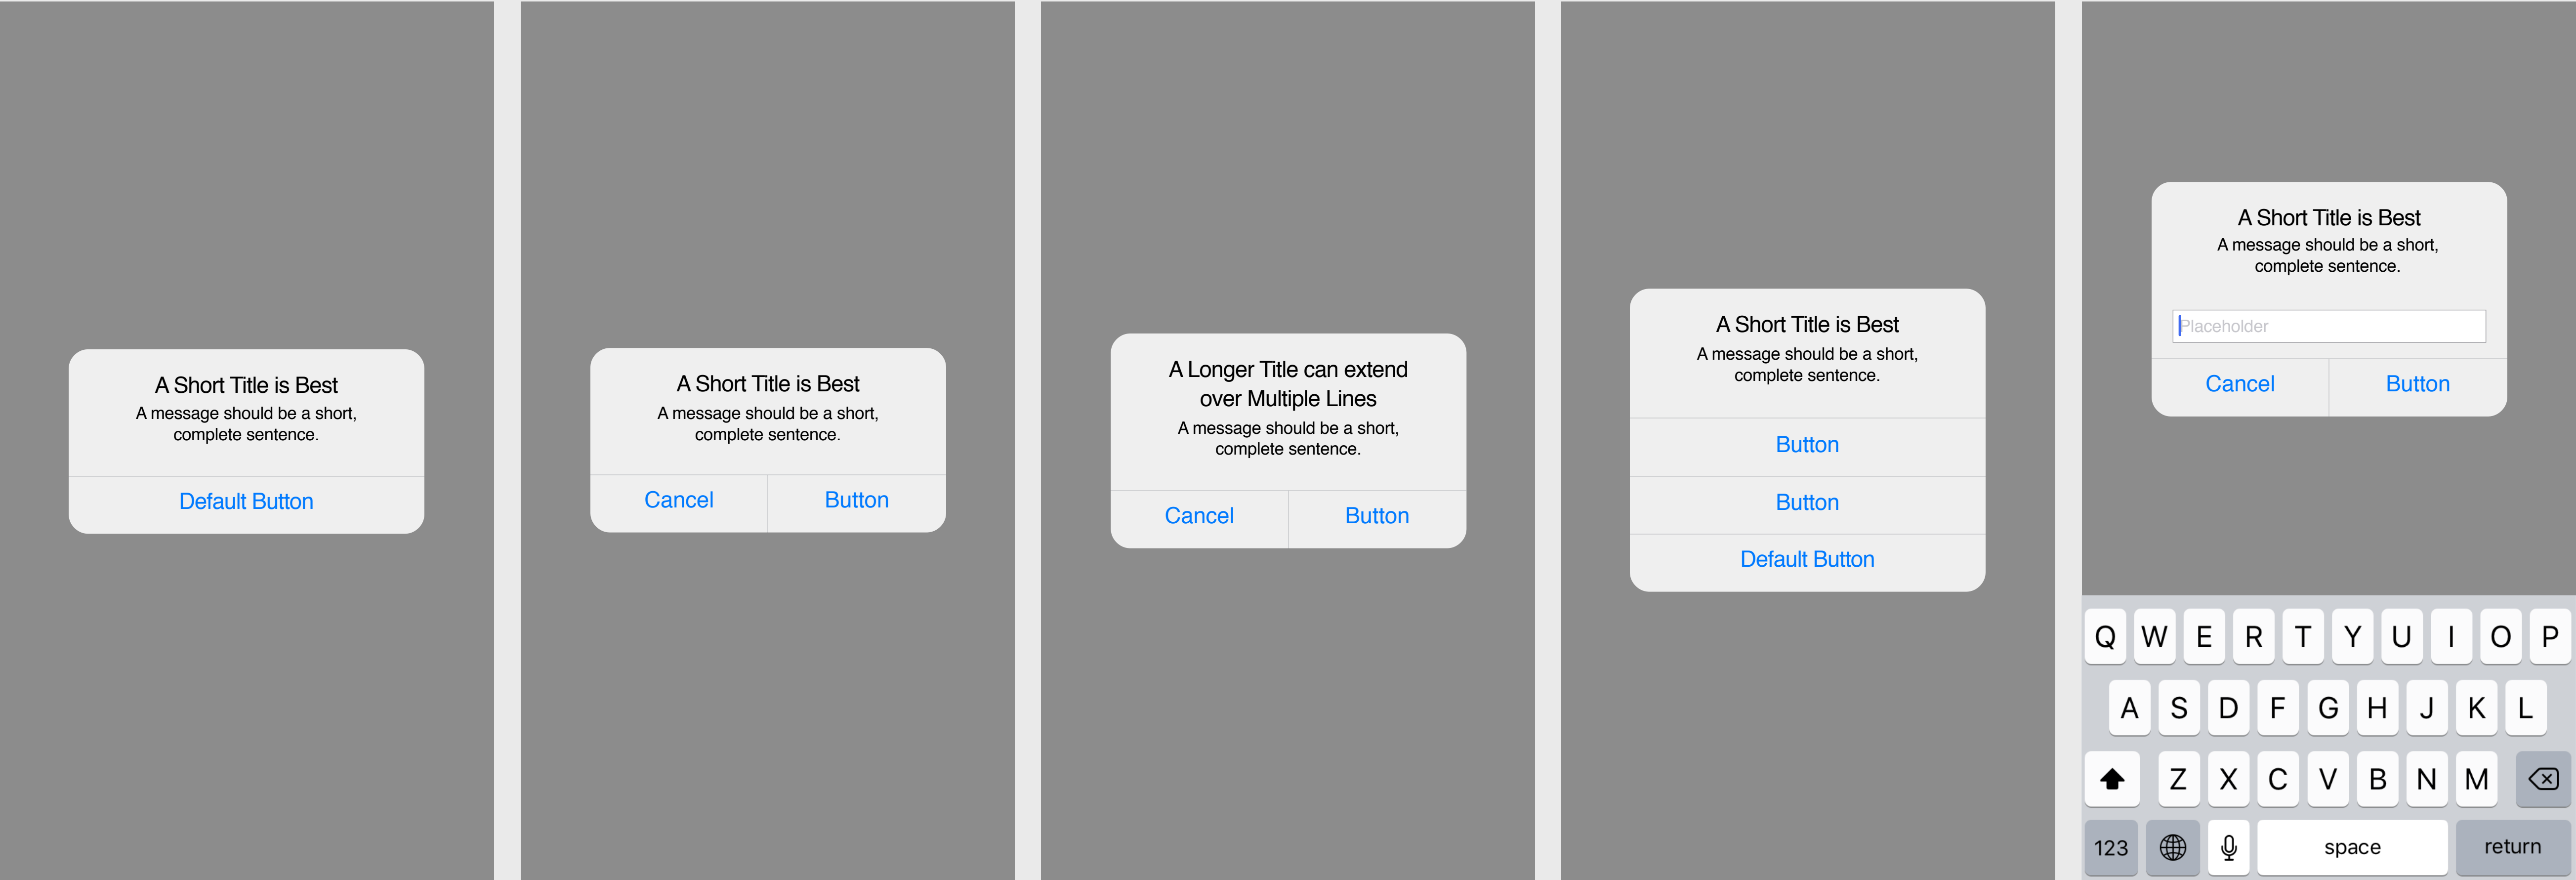 A Short Title is Best
A message should be a short,
complete sentence.
Default Button
A Short Title is Best
A message should be a short,
complete sentence.
Cancel Button
A Longer Title can extend
over Multiple Lines
A message should be a short,
complete sentence.
Cancel Button
A Short Title is Best
A message should be a short,
complete sentence.
Button
Button
Default Button
A Short Title is Best
A message should be a short,
complete sentence.
Placeholder
Cancel Button
Q W E R T Y U I O P
A S D F G H J K L
Z X C V B N M
123 space return